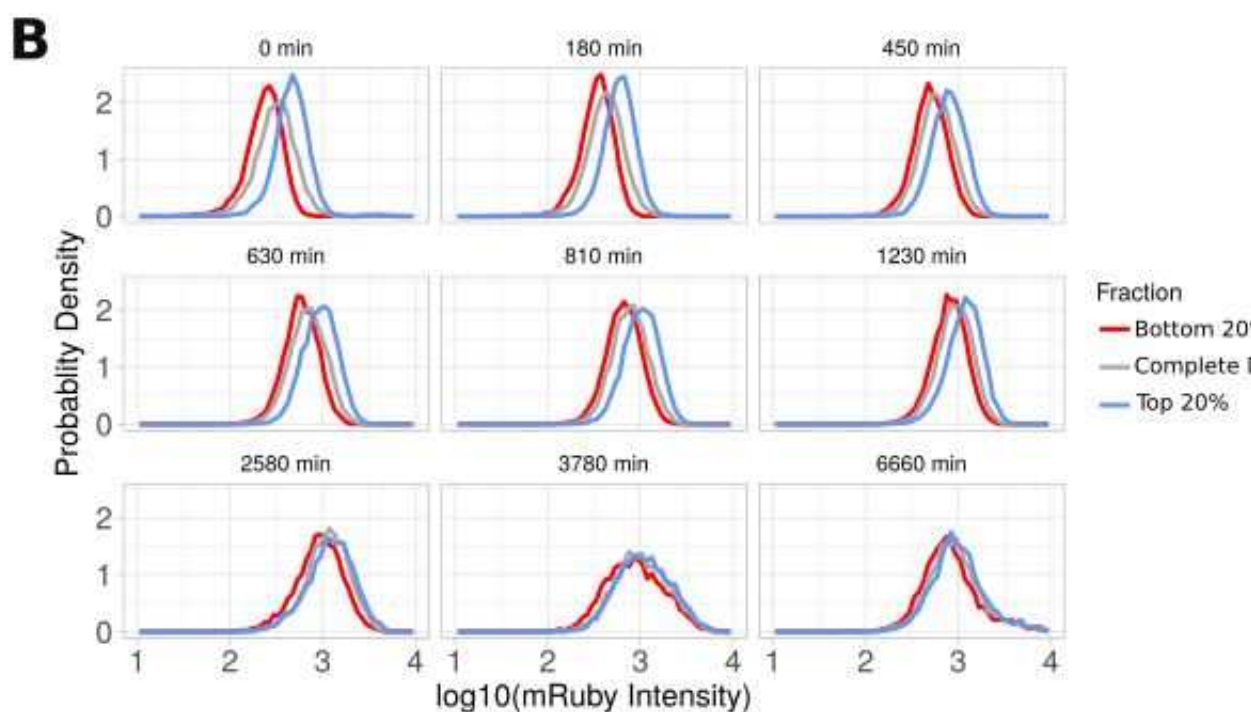 B
0 min
180 min
450 min
2
1
0
630 min
810 min
1230 min
2
1
0
2580 min
3780 min
6660 min
2
1
0
1 2 3 4
1 2 3 4
1 2 3 4
Probablity Density
log10(mRuby Intensity)
Fraction
Bottom 20
Complete
Top 20%